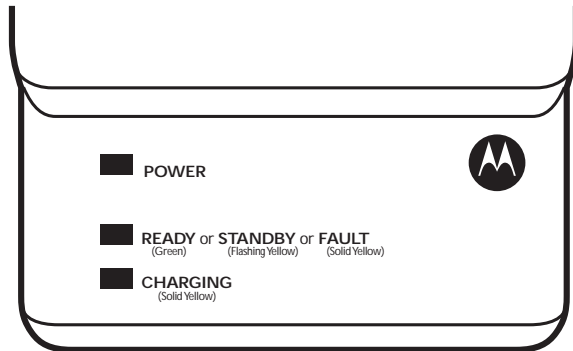 POWER
READY or STANDBY or FAULT
(Green) (Flashing Yellow) (Solid Yellow)
CHARGING
(Solid Yellow)